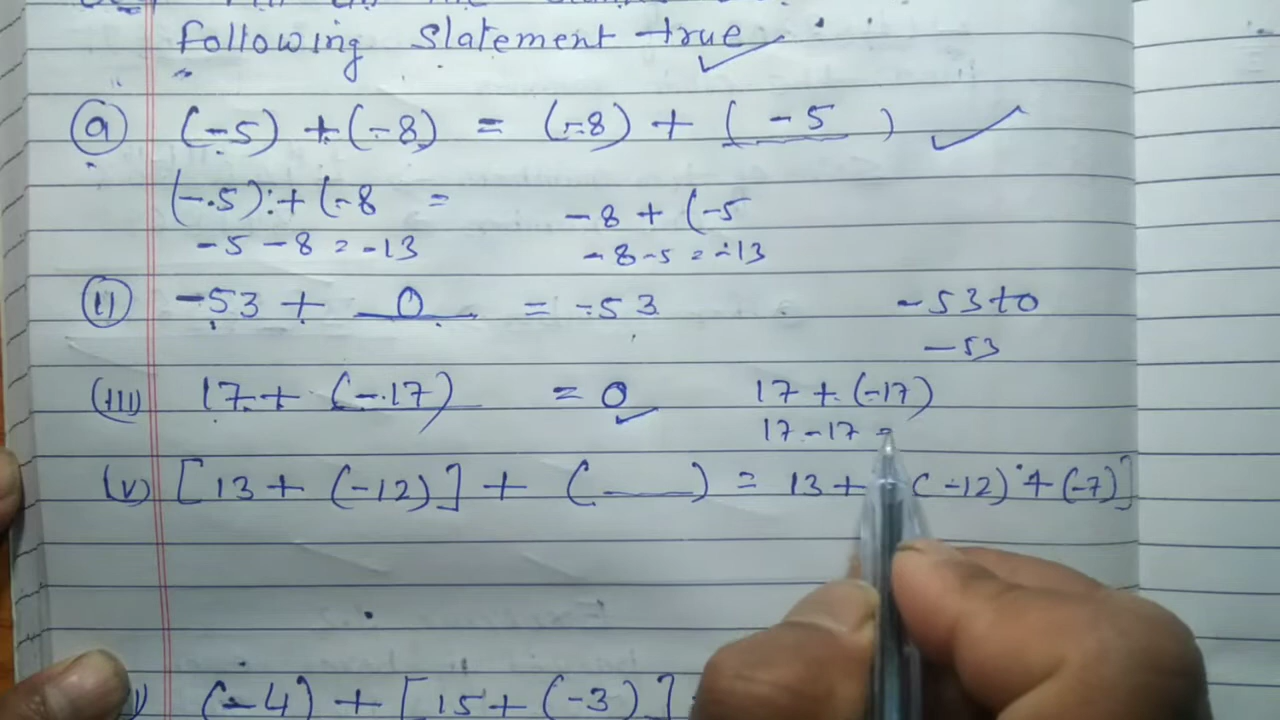 following statement true
(a) (-5) + (-8) = (-8) + ( -5 )
(-5) + (-8 = -8 + (-5
-5 -8 = -13 -8-5 = -13
(ii) -53 + 0 = -53 -53+0
-53
(iii) 17 + (-17) = 0 17 + (-17)
17-17 =
(v) [13 + (-12)] + ( ___ ) = 13 + (-12) + (-7)]
(-4) + [15 + (-3)]